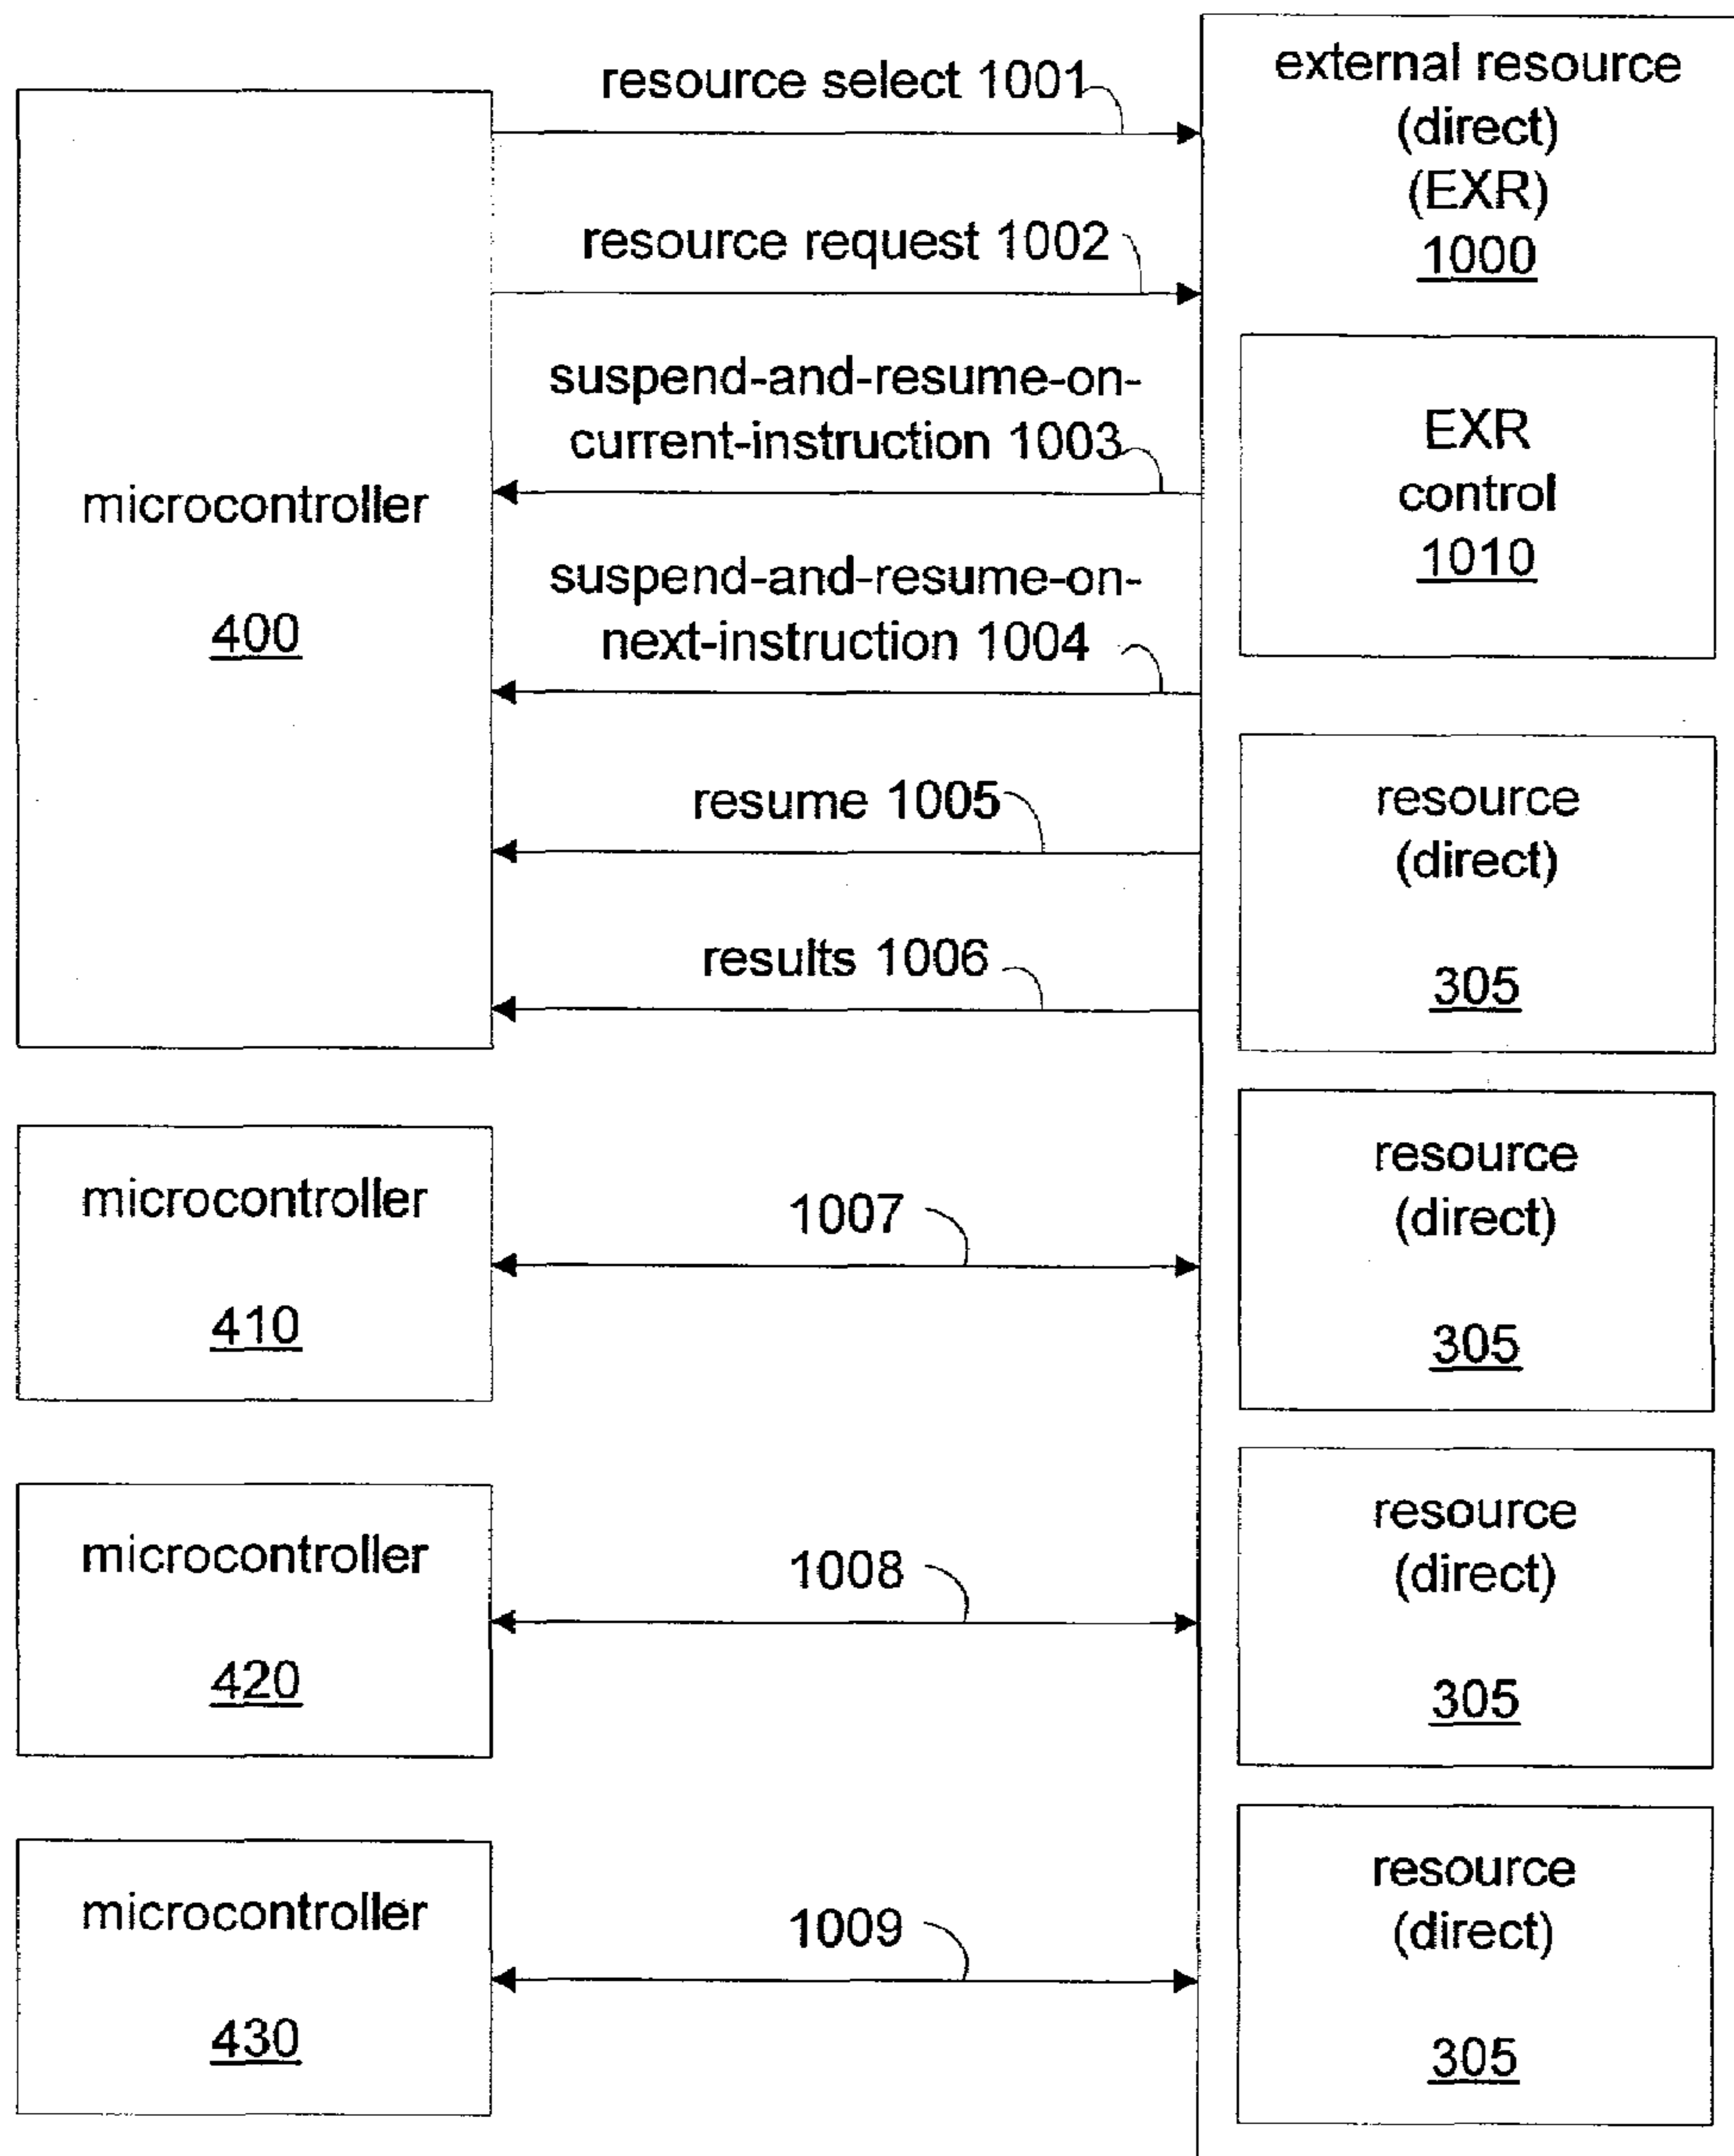 resource select 1001
resource request 1002
suspend-and-resume-on-
current-instruction 1003
suspend-and-resume-on-
next-instruction 1004
resume 1005
results 1006
microcontroller
400
external resource
(direct)
(EXR)
1000
EXR
control
1010
resource
(direct)
305
microcontroller
410
1007
resource
(direct)
305
microcontroller
420
1008
resource
(direct)
305
microcontroller
430
1009
resource
(direct)
305